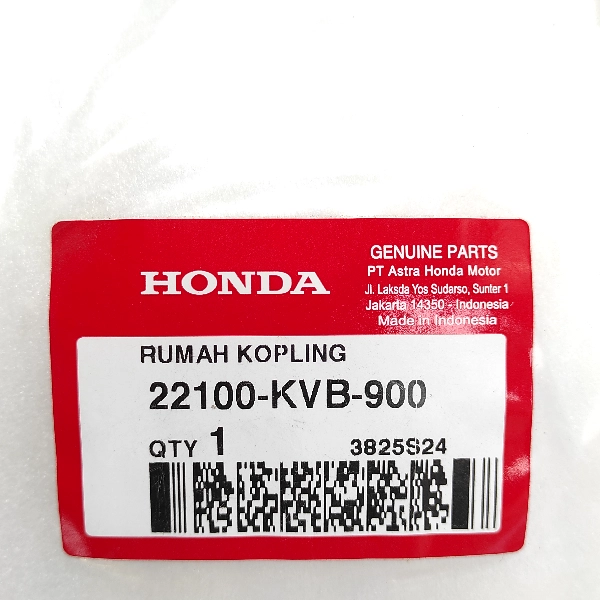 HONDA
GENUINE PARTS
PT Astra Honda Motor
Jl. Laksda Yos Sudarso, Sunter 1
Jakarta 14350 - Indonesia
Made in Indonesia
RUMAH KOPLING
22100-KVB-900
QTY 1 3825S24